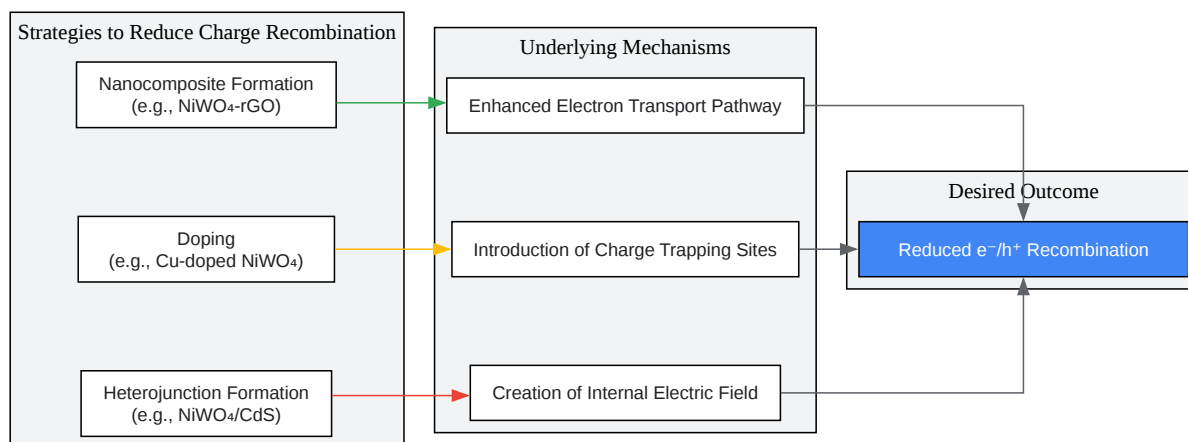 Strategies to Reduce Charge Recombination
Nanocomposite Formation
(e.g., NiWO₄-rGO)
Doping
(e.g., Cu-doped NiWO₄)
Heterojunction Formation
(e.g., NiWO₄/CdS)
Underlying Mechanisms
Enhanced Electron Transport Pathway
Introduction of Charge Trapping Sites
Creation of Internal Electric Field
Desired Outcome
Reduced e⁻/h⁺ Recombination